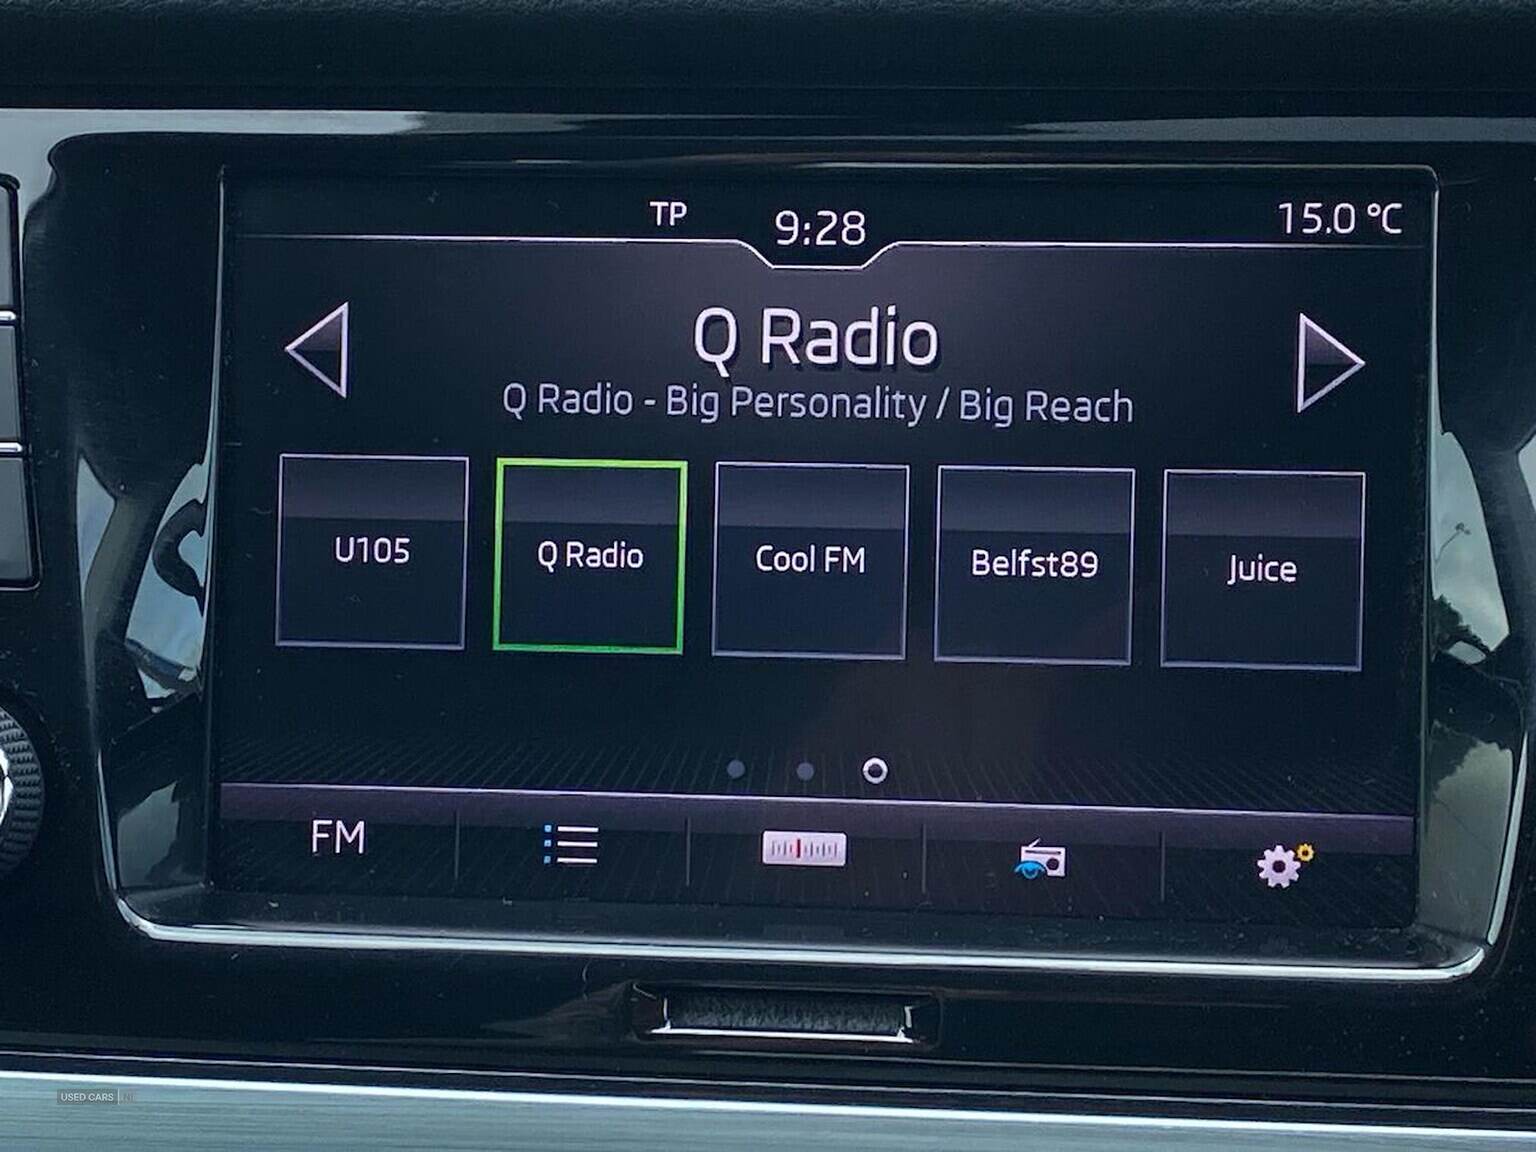 TP 9:28 15.0 °C
Q Radio
Q Radio - Big Personality / Big Reach
U105 Q Radio Cool FM Belfst89 Juice
FM
USED CARS NI